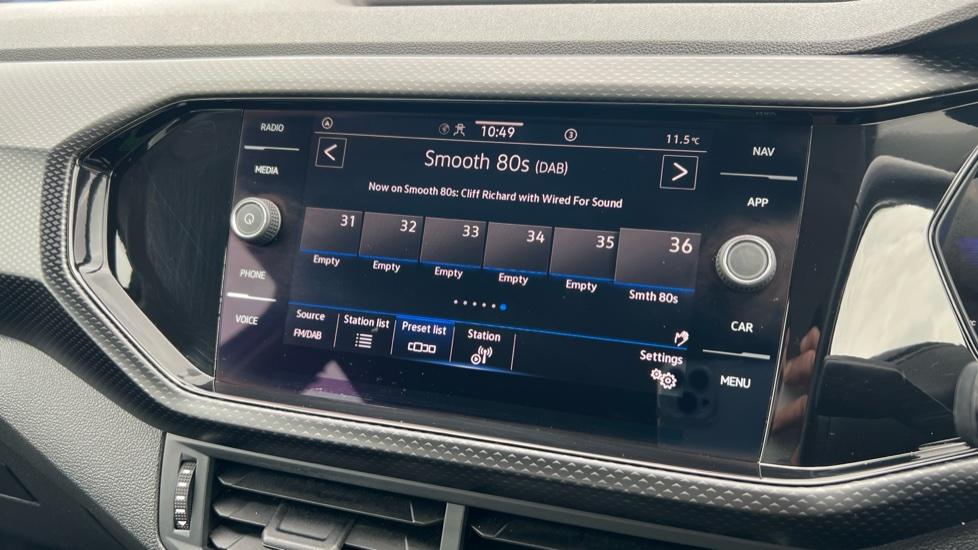 RADIO
MEDIA
PHONE
VOICE
A
10:49
3
11.5°C
<
Smooth 80s (DAB)
>
Now on Smooth 80s: Cliff Richard with Wired For Sound
31 32 33 34 35 36
Empty Empty Empty Empty Empty Smth 80s
Source Station list Preset list Station Settings
FM/DAB
NAV
APP
CAR
MENU